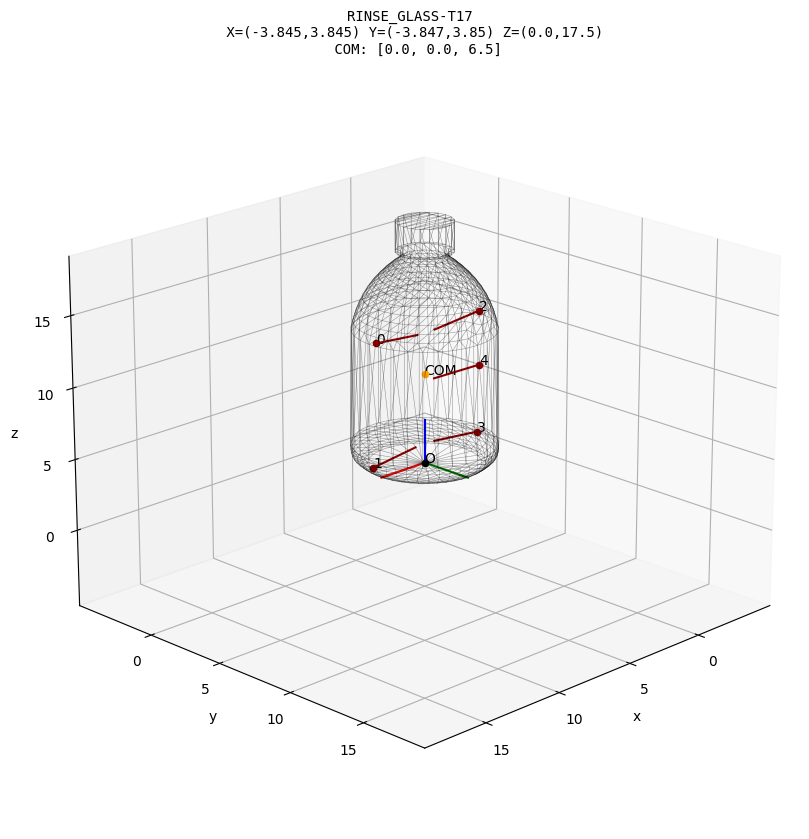 RINSE_GLASS-T17
X=(-3.845,3.845) Y=(-3.847,3.85) Z=(0.0,17.5)
COM: [0.0, 0.0, 6.5]
2
0
4
COM
3
1
O
15
10
5
0
z
0
5
10
15
y
0
5
10
15
x